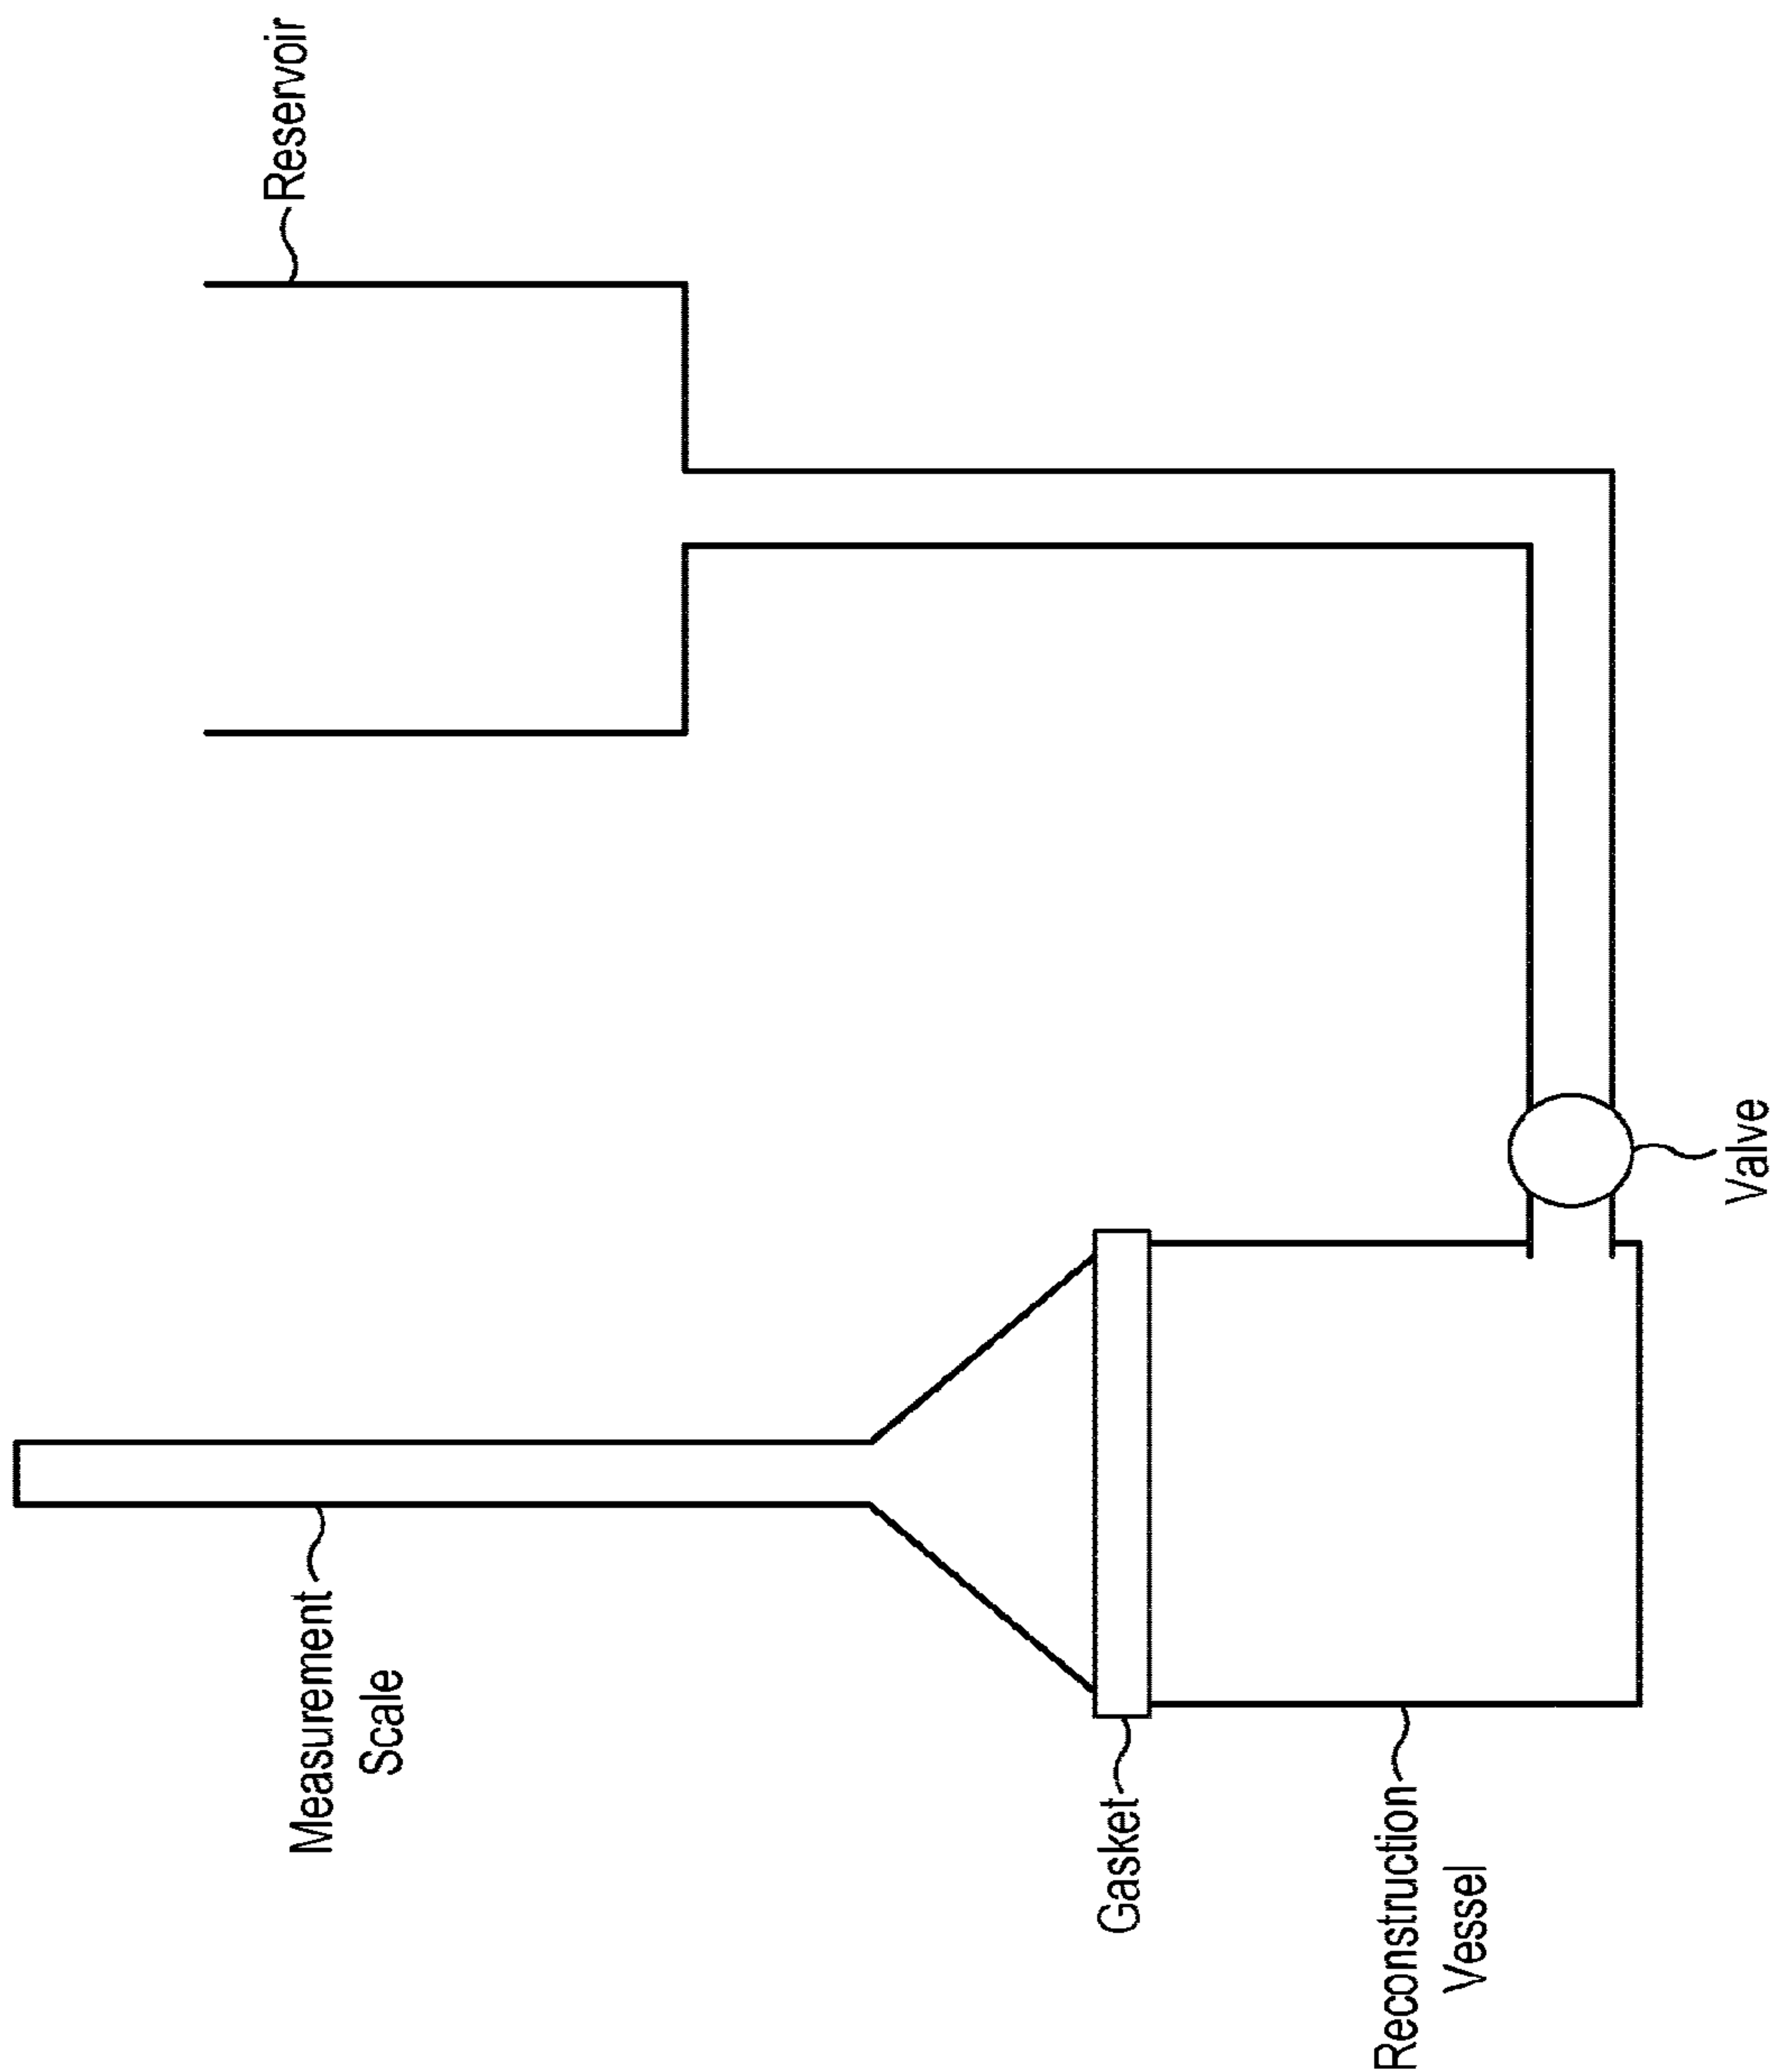 Reservoir
Measurement
Scale
Gasket
Valve
Reconstruction
Vessel